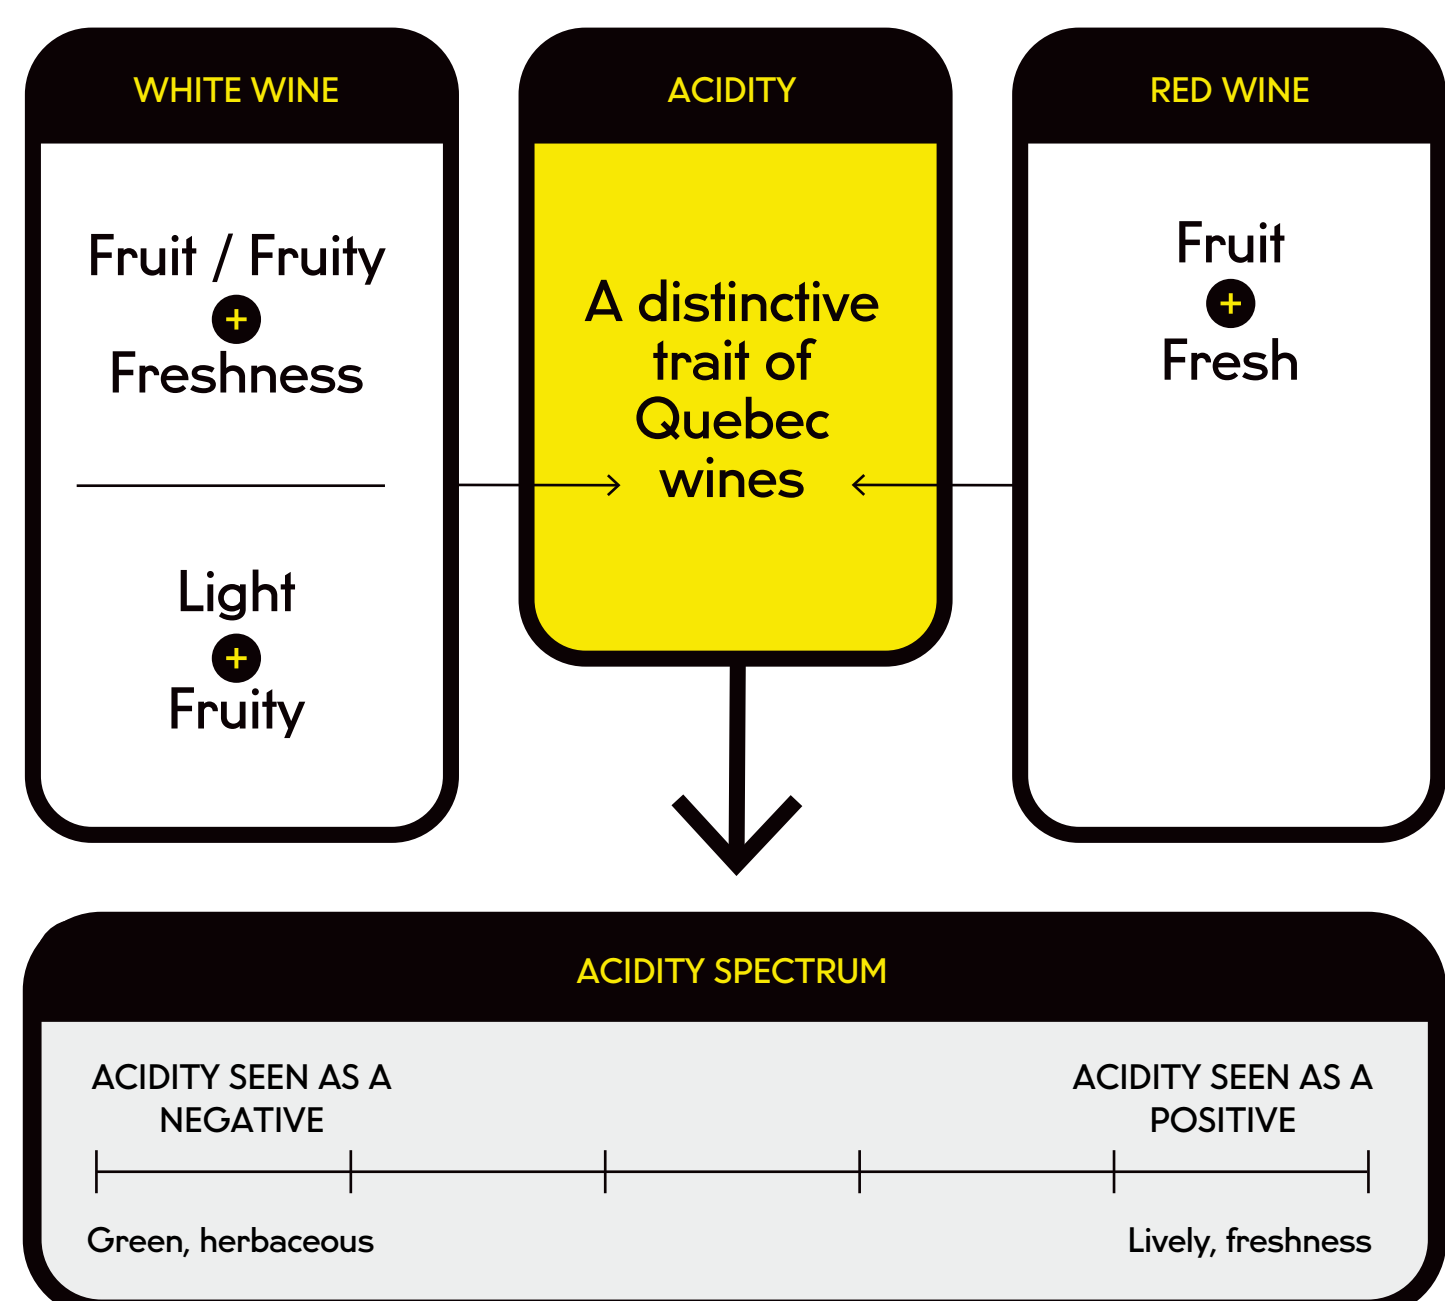 WHITE WINE
Fruit / Fruity
+
Freshness
Light
+
Fruity
ACIDITY
A distinctive
trait of
Quebec
wines
RED WINE
Fruit
+
Fresh
ACIDITY SPECTRUM
ACIDITY SEEN AS A
NEGATIVE
ACIDITY SEEN AS A
POSITIVE
Green, herbaceous
Lively, freshness